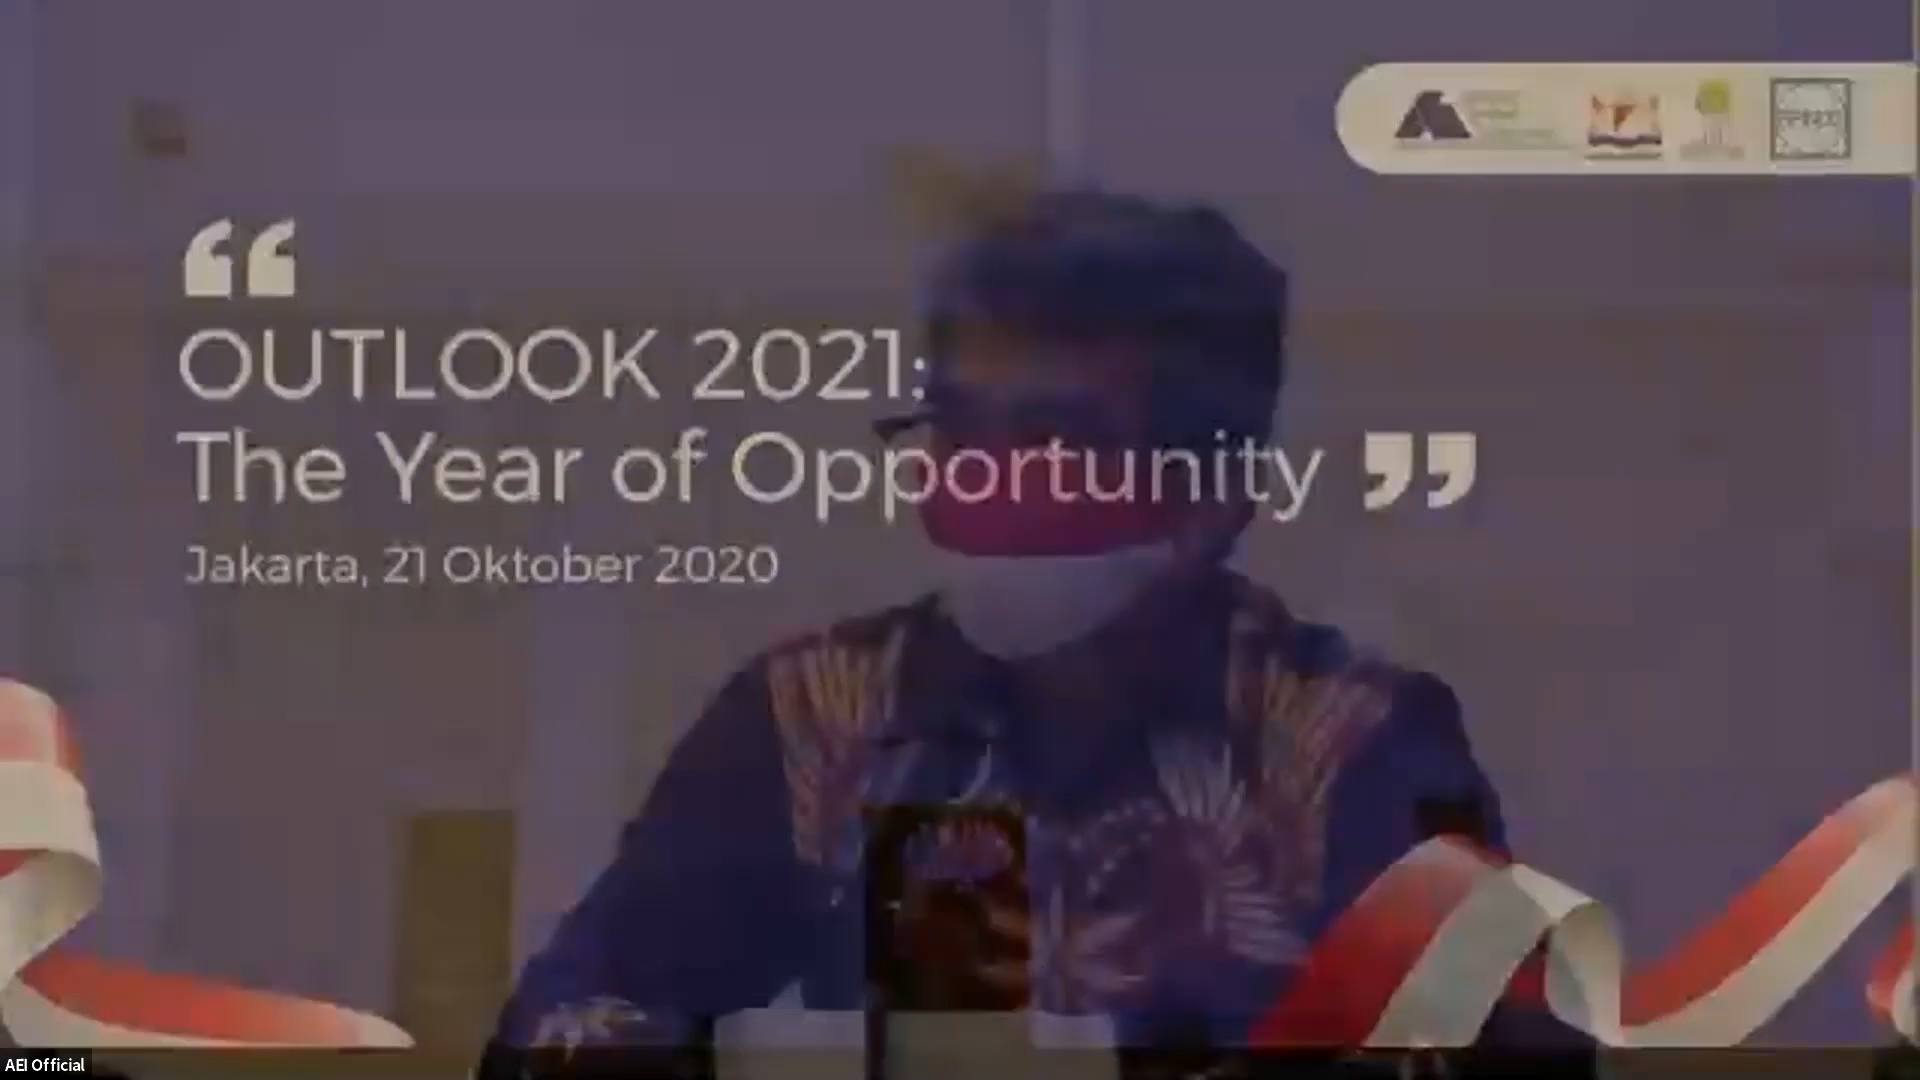 “
OUTLOOK 2021:
The Year of Opportunity ”
Jakarta, 21 Oktober 2020
AEI Official